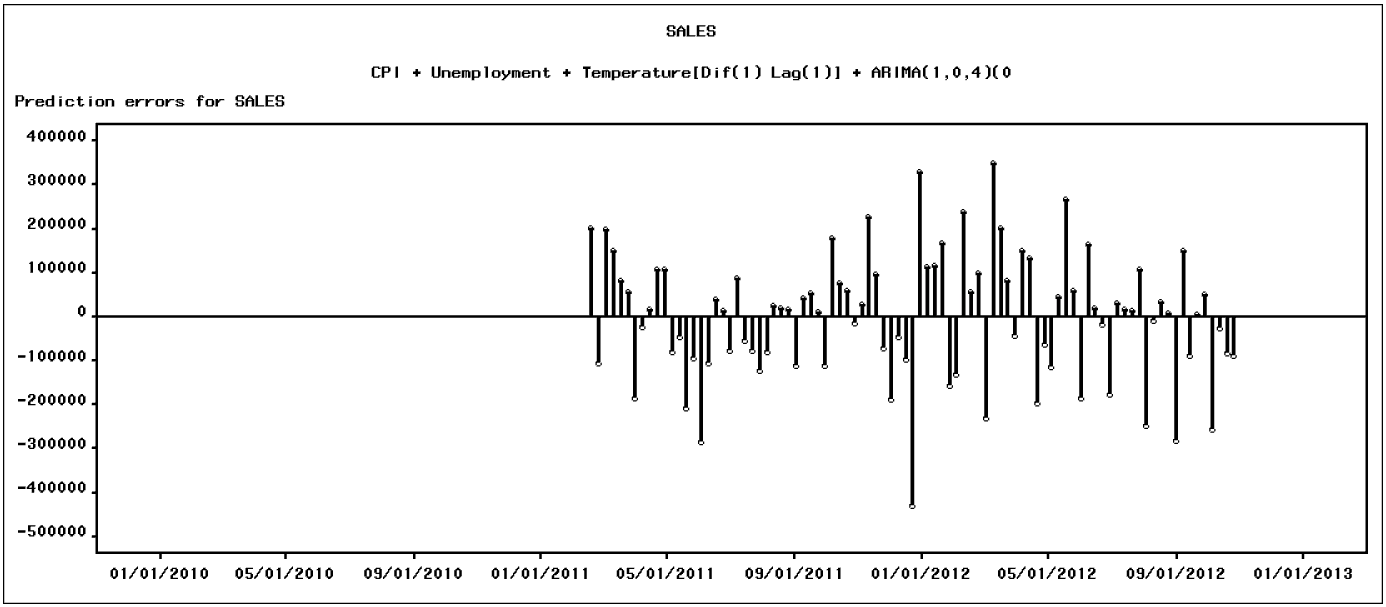 SALES
CPI + Unemployment + Temperature[Dif(1) Lag(1)] + ARIMA(1,0,4)(0
Prediction errors for SALES
400000
300000
200000
100000
0
-100000
-200000
-300000
-400000
-500000
01/01/2010 05/01/2010 09/01/2010 01/01/2011 05/01/2011 09/01/2011 01/01/2012 05/01/2012 09/01/2012 01/01/2013